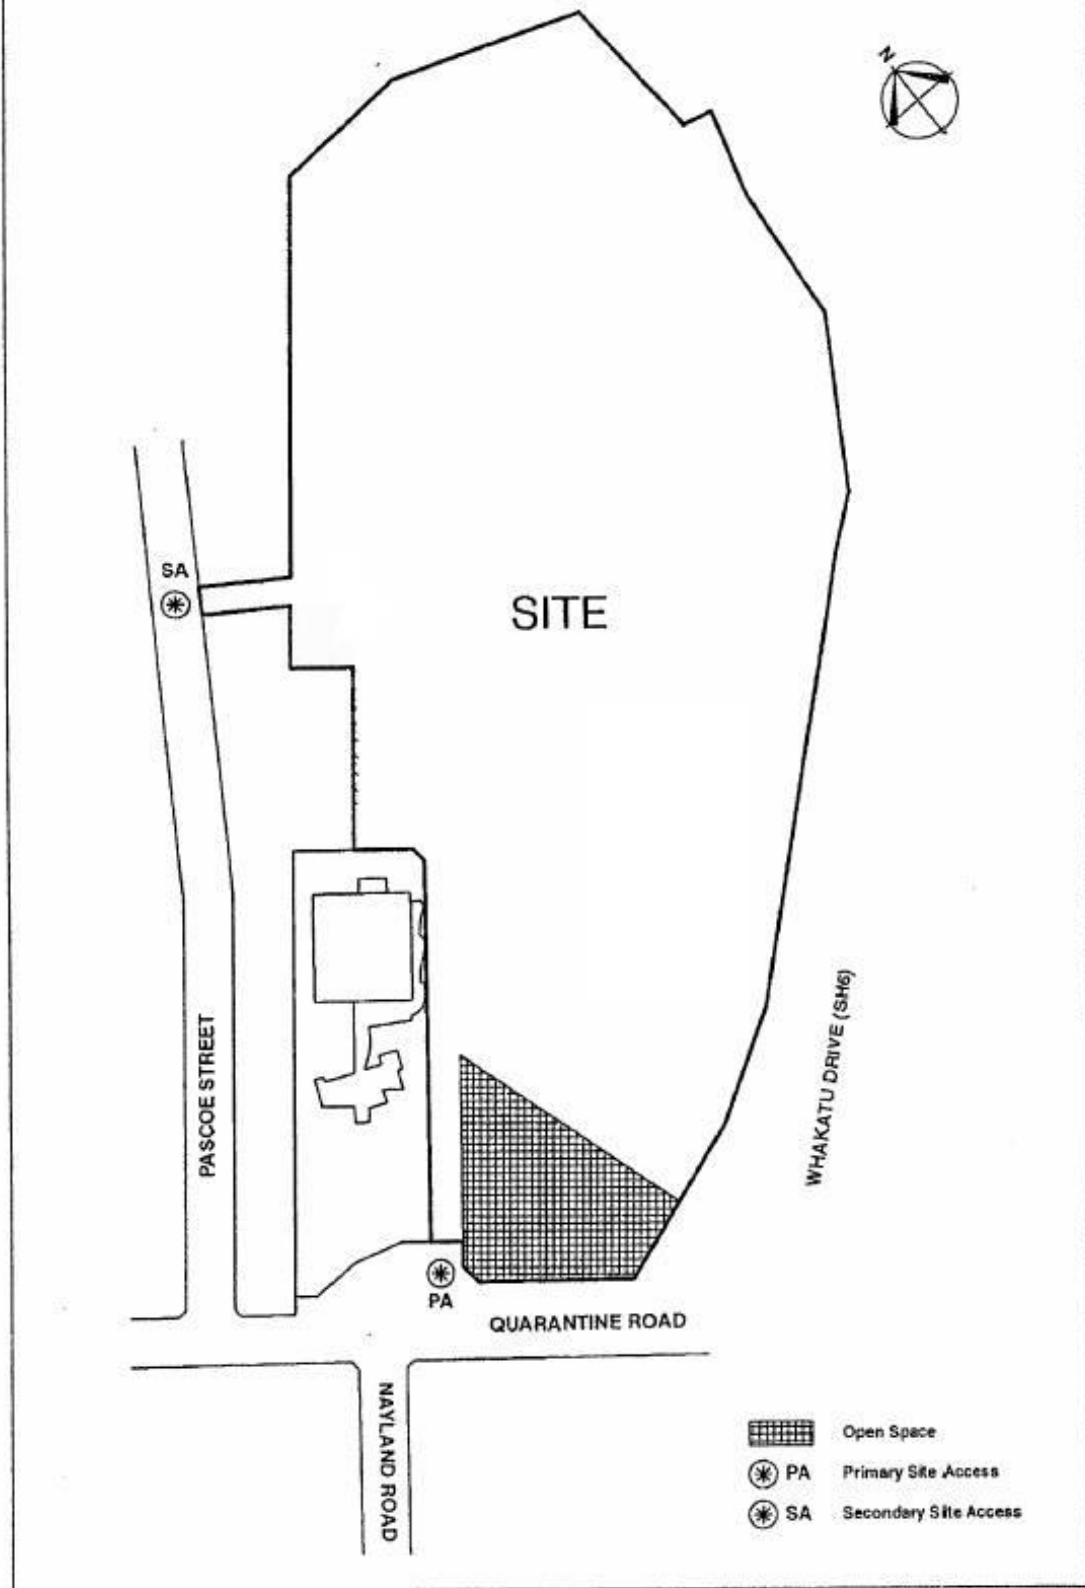 N
SA
SITE
PASCOE STREET
WHAKATU DRIVE (SH6)
PA
QUARANTINE ROAD
NAYLAND ROAD
Open Space
PA Primary Site Access
SA Secondary Site Access